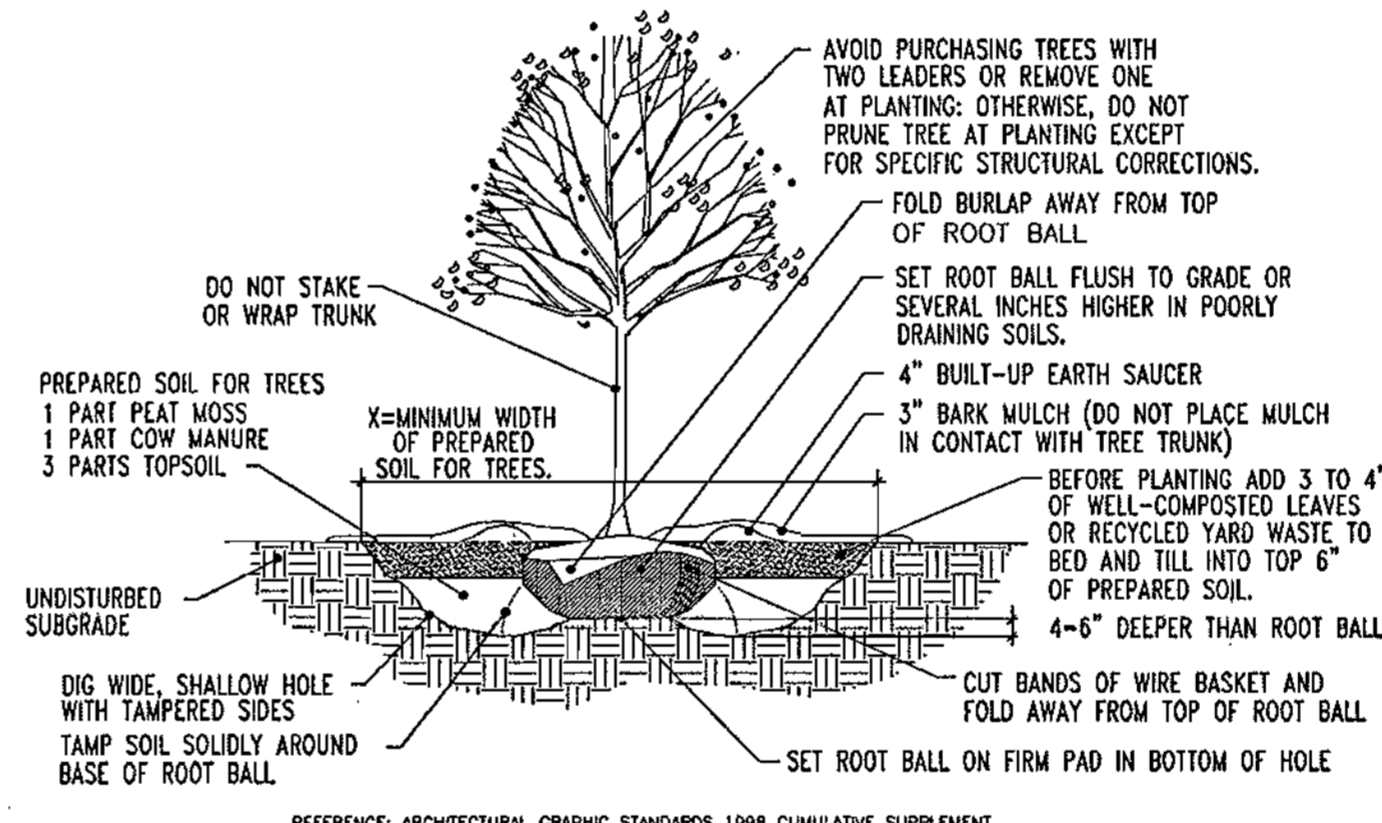 AVOID PURCHASING TREES WITH
TWO LEADERS OR REMOVE ONE
AT PLANTING: OTHERWISE, DO NOT
PRUNE TREE AT PLANTING EXCEPT
FOR SPECIFIC STRUCTURAL CORRECTIONS.
FOLD BURLAP AWAY FROM TOP
OF ROOT BALL
SET ROOT BALL FLUSH TO GRADE OR
SEVERAL INCHES HIGHER IN POORLY
DRAINING SOILS.
4" BUILT-UP EARTH SAUCER
3" BARK MULCH (DO NOT PLACE MULCH
IN CONTACT WITH TREE TRUNK)
BEFORE PLANTING ADD 3 TO 4"
OF WELL-COMPOSTED LEAVES
OR RECYCLED YARD WASTE TO
BED AND TILL INTO TOP 6"
OF PREPARED SOIL.
4-6" DEEPER THAN ROOT BALL
CUT BANDS OF WIRE BASKET AND
FOLD AWAY FROM TOP OF ROOT BALL
SET ROOT BALL ON FIRM PAD IN BOTTOM OF HOLE
DO NOT STAKE
OR WRAP TRUNK
PREPARED SOIL FOR TREES
1 PART PEAT MOSS
1 PART COW MANURE
3 PARTS TOPSOIL
X=MINIMUM WIDTH
OF PREPARED
SOIL FOR TREES.
UNDISTURBED
SUBGRADE
DIG WIDE, SHALLOW HOLE
WITH TAMPERED SIDES
TAMP SOIL SOLIDLY AROUND
BASE OF ROOT BALL
REFERENCE: ARCHITECTURAL GRAPHIC STANDARDS 1998 CUMULATIVE SUPPLEMENT